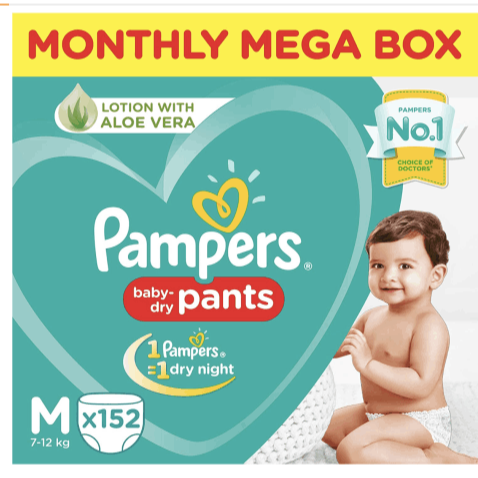 MONTHLY MEGA BOX
LOTION WITH
ALOE VERA
PAMPERS
No.1
CHOICE OF
DOCTORS*
Pampers®
baby-
dry pants
1 Pampers®
=1 dry night
M x152
7-12 kg